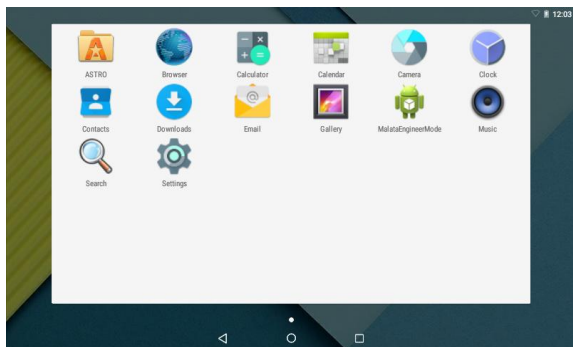 12:03
ASTRO Browser Calculator Calendar Camera Clock
Contacts Downloads Email Gallery MalataEngineerMode Music
Search Settings